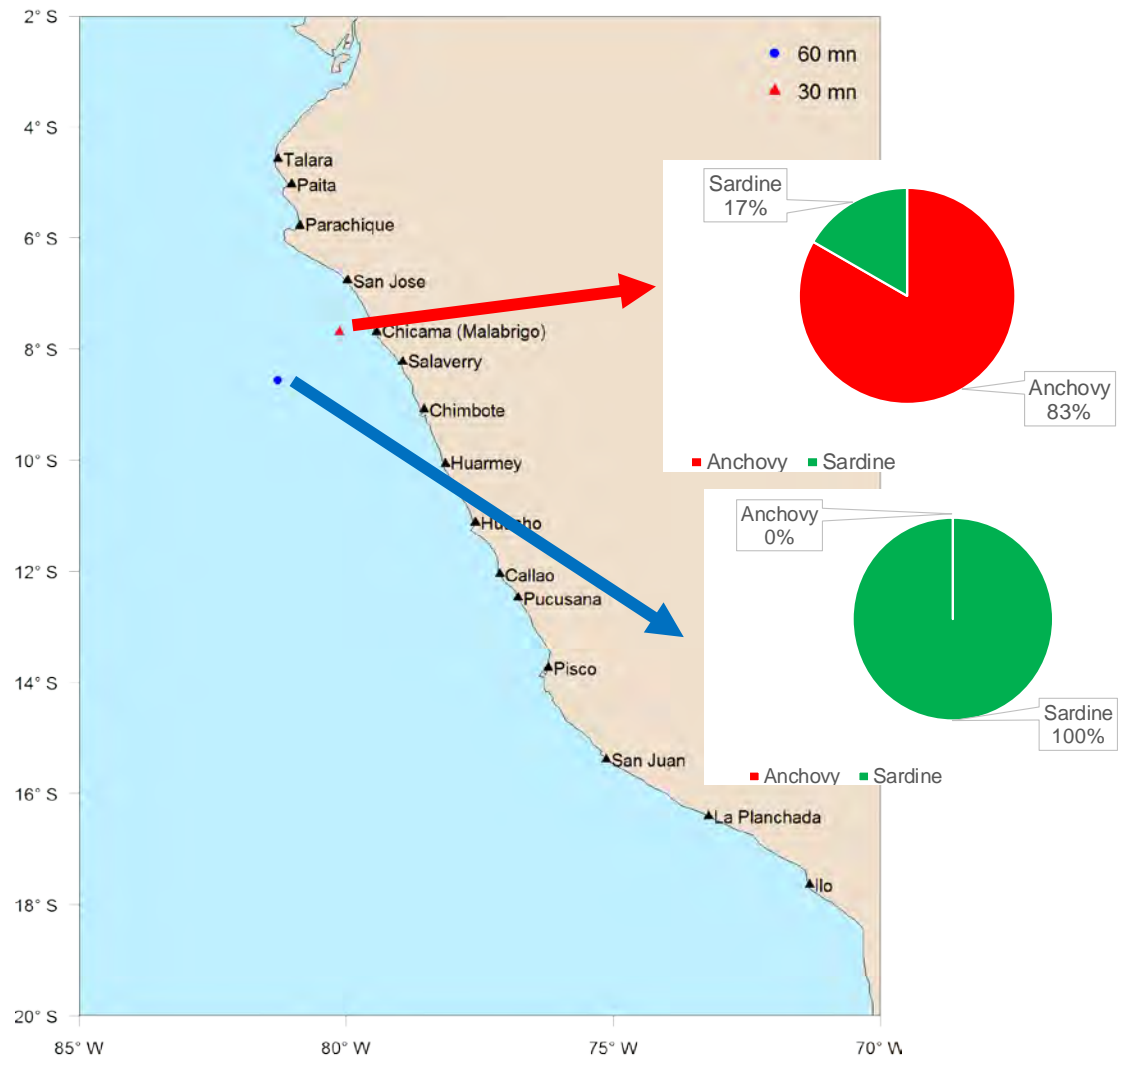 2° S
60 mn
30 mn
4° S
Talara
Paita
Parachique
6° S
San Jose
Chicama (Malabrigo)
8° S
Salaverry
Chimbote
10° S
Huarmey
12° S
Callao
Pucusana
Pisco
14° S
San Juan
16° S
La Planchada
Ilo
18° S
20° S
85° W
80° W
75° W
70° W
Sardine
17%
Anchovy
83%
Anchovy
Sardine
Anchovy
0%
Sardine
100%
Anchovy
Sardine